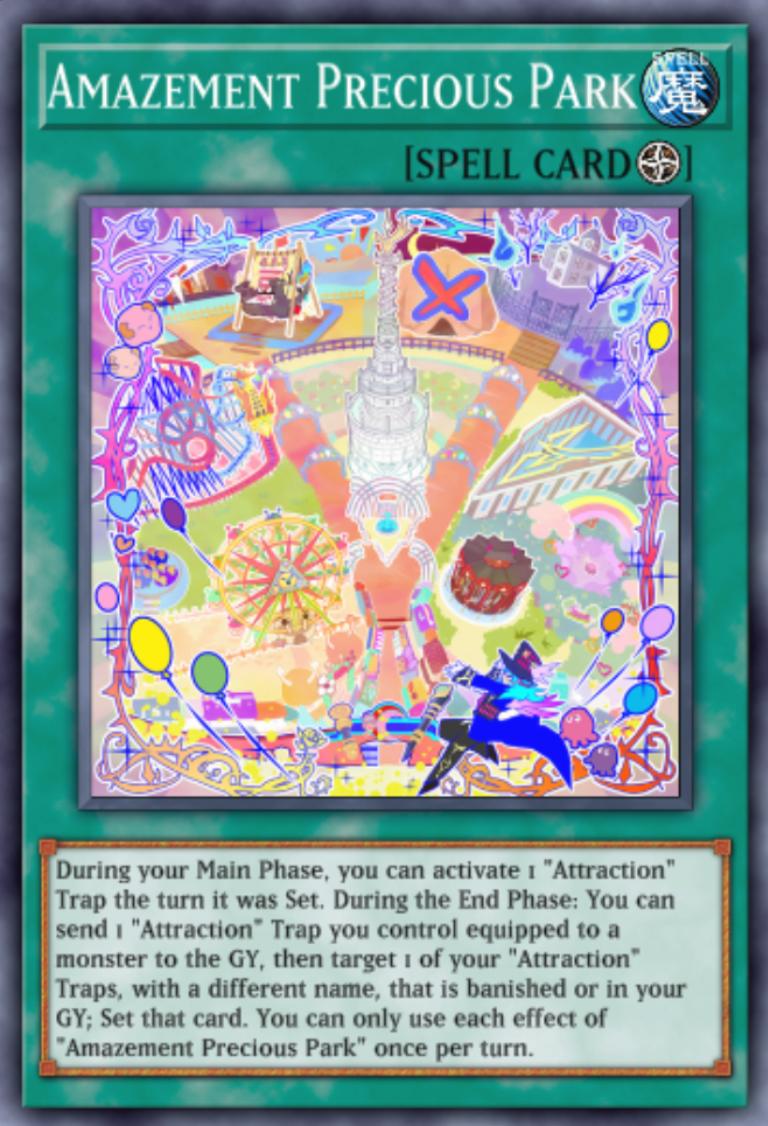 AMAZEMENT PRECIOUS PARK
SPELL
魔
[SPELL CARD]
During your Main Phase, you can activate 1 "Attraction"
Trap the turn it was Set. During the End Phase: You can
send 1 "Attraction" Trap you control equipped to a
monster to the GY, then target 1 of your "Attraction"
Traps, with a different name, that is banished or in your
GY; Set that card. You can only use each effect of
"Amazement Precious Park" once per turn.